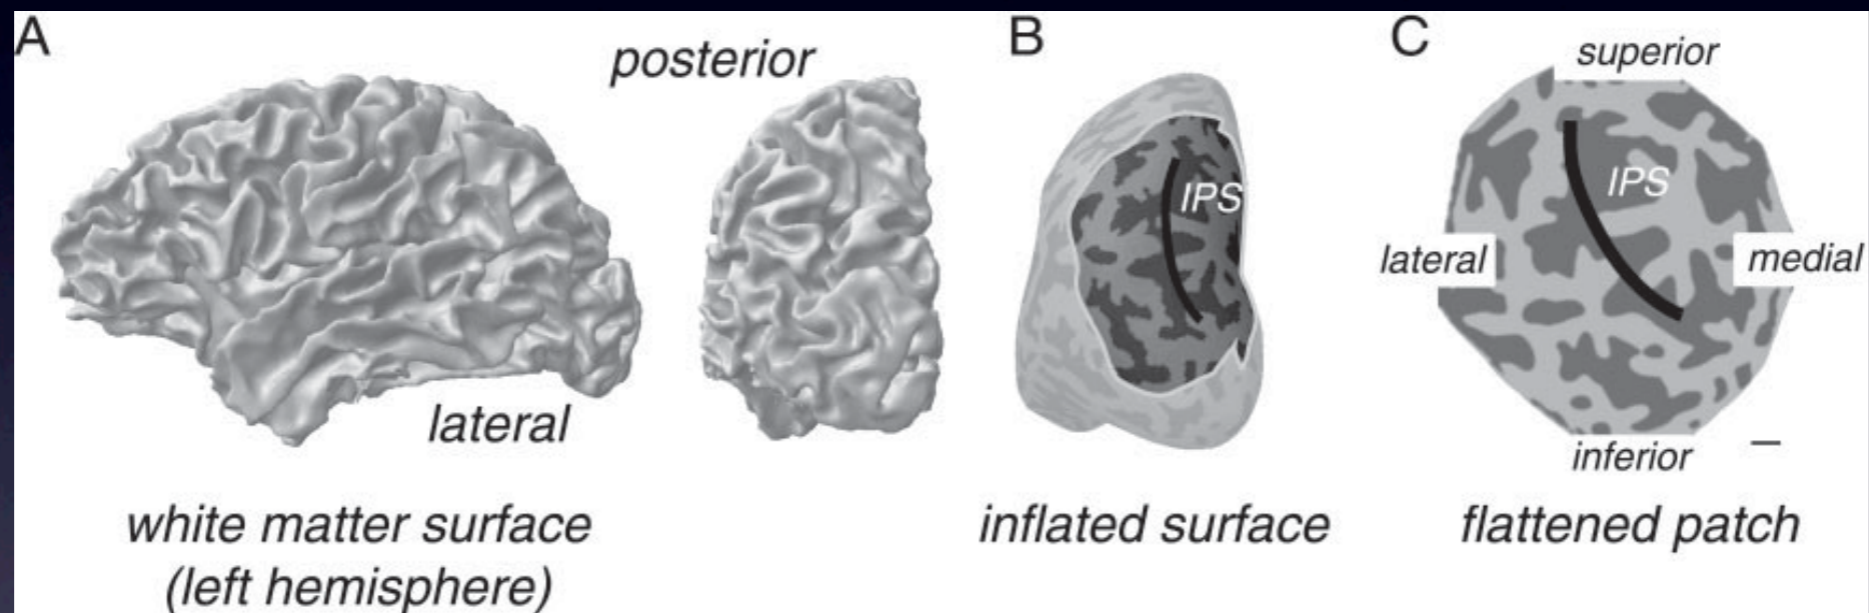 A
posterior
lateral
white matter surface
(left hemisphere)
B
IPS
inflated surface
C
superior
IPS
lateral
medial
inferior
flattened patch